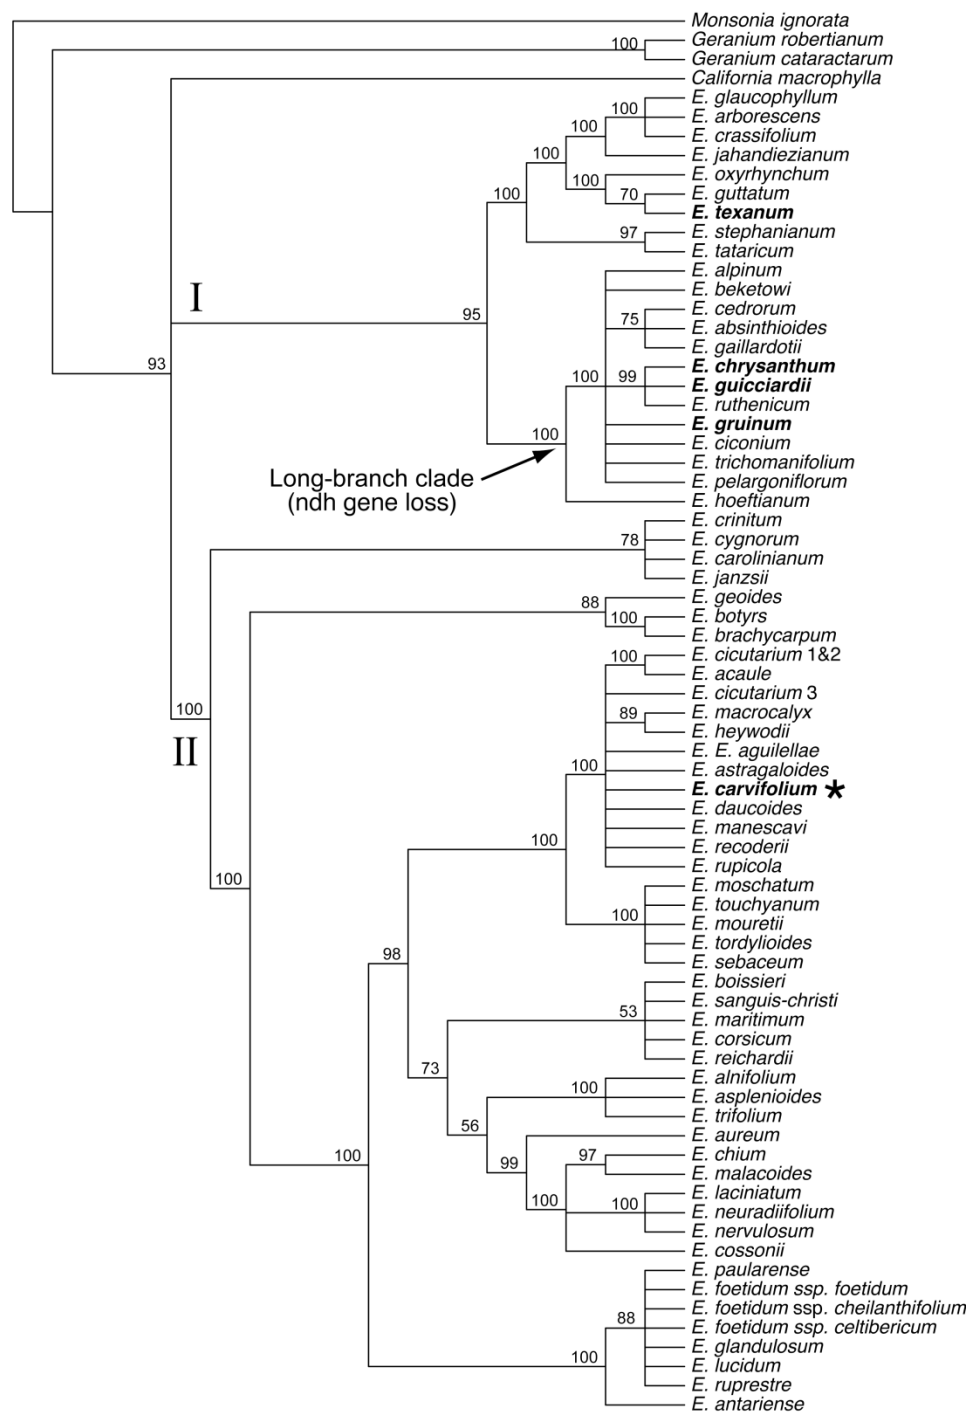 Monsonia ignorata
100
Geranium robertianum
Geranium cataractarum
California macrophylla
E. glaucophyllum
100
E. arborescens
100
E. crassifolium
100
E. jahandiezianum
100
E. oxyrhynchum
100
70
E. guttatum
E. texanum
97
E. stephanianum
E. tataricum
E. alpinum
I
E. beketowi
95
75
E. cedrorum
E. absinthioides
E. gaillardotii
93
100
99
E. chrysanthum
E. guicciardii
E. ruthenicum
E. gruinum
100
E. ciconium
Long-branch clade
(ndh gene loss)
E. trichomanifolium
E. pelargoniflorum
E. hoeftianum
E. crinitum
78
E. cygnorum
E. carolinianum
E. janzsii
88
E. geoides
100
E. botyrs
E. brachycarpum
100
E. cicutarium 1&2
E. acaule
E. cicutarium 3
100
89
E. macrocalyx
E. heywodii
II
E. E. aguilellae
100
E. astragaloides
E. carvifolium *
E. daucoides
E. manescavi
100
E. recoderii
E. rupicola
100
E. moschatum
E. touchyanum
100
E. mouretii
E. tordylioides
98
E. sebaceum
E. boissieri
E. sanguis-christi
53
E. maritimum
E. corsicum
E. reichardii
73
E. alnifolium
100
E. asplenioides
E. trifolium
56
E. aureum
97
E. chium
100
99
E. malacoides
E. laciniatum
100
100
E. neuradiifolium
E. nervulosum
E. cossonii
E. paularense
E. foetidum ssp. foetidum
E. foetidum ssp. cheilanthifolium
88
E. foetidum ssp. celtibericum
E. glandulosum
100
E. lucidum
E. ruprestre
E. antariense